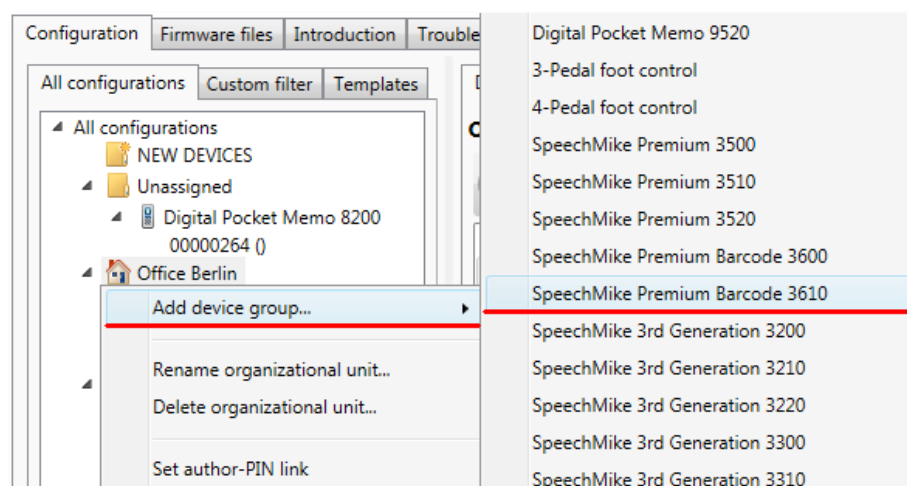 Configuration
Firmware files
Introduction
Trouble
All configurations
Custom filter
Templates
All configurations
NEW DEVICES
Unassigned
Digital Pocket Memo 8200
00000264 ()
Office Berlin
Add device group...
Rename organizational unit...
Delete organizational unit...
Set author-PIN link
Digital Pocket Memo 9520
3-Pedal foot control
4-Pedal foot control
SpeechMike Premium 3500
SpeechMike Premium 3510
SpeechMike Premium 3520
SpeechMike Premium Barcode 3600
SpeechMike Premium Barcode 3610
SpeechMike 3rd Generation 3200
SpeechMike 3rd Generation 3210
SpeechMike 3rd Generation 3220
SpeechMike 3rd Generation 3300
SpeechMike 3rd Generation 3310